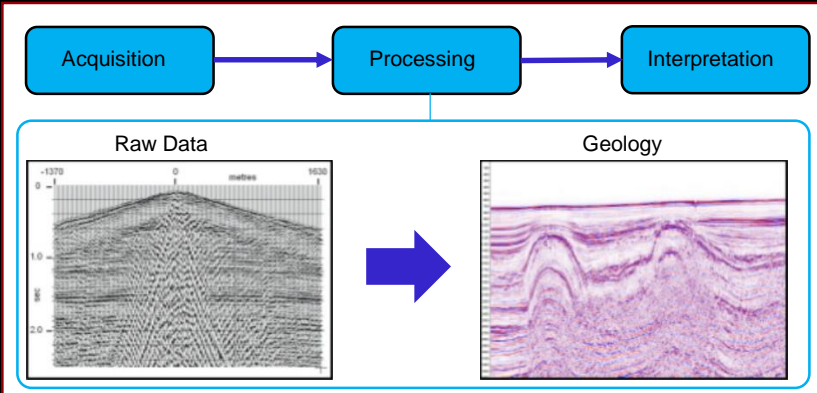 Acquisition
Processing
Interpretation
Raw Data
Geology
-1370 0 1630
metres
0
1.0
sec
2.0